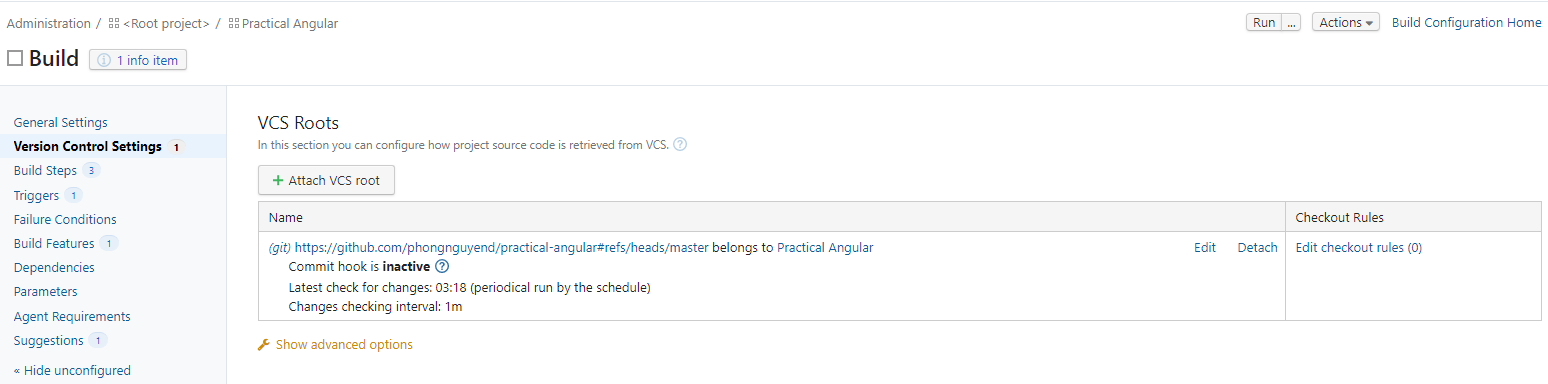 Administration / <Root project> / Practical Angular
Run ... Actions Build Configuration Home
Build 1 info item
General Settings
Version Control Settings 1
Build Steps 3
Triggers 1
Failure Conditions
Build Features 1
Dependencies
Parameters
Agent Requirements
Suggestions 1
« Hide unconfigured
VCS Roots
In this section you can configure how project source code is retrieved from VCS. ?
+ Attach VCS root
Name Checkout Rules
(git) https://github.com/phongnguyend/practical-angular#refs/heads/master belongs to Practical Angular Edit Detach Edit checkout rules (0)
Commit hook is inactive ?
Latest check for changes: 03:18 (periodical run by the schedule)
Changes checking interval: 1m
Show advanced options